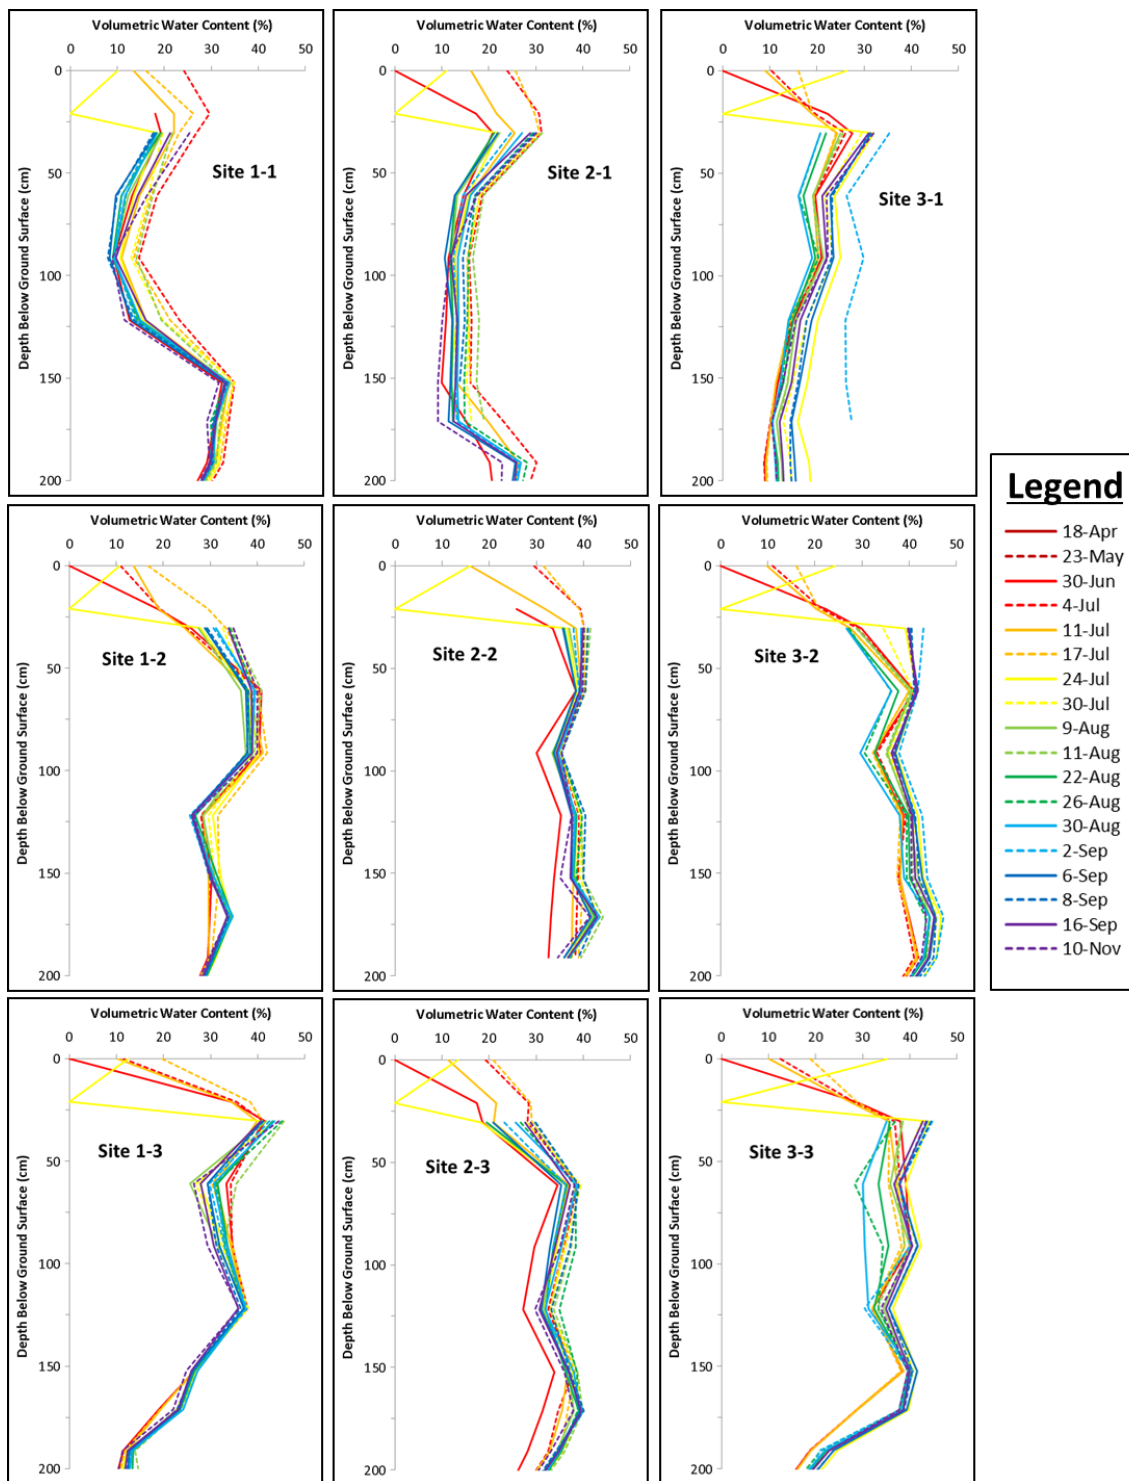 Volumetric Water Content (%)
0 10 20 30 40 50
Depth Below Ground Surface (cm)
0
50
100
150
200
Site 1-1
Volumetric Water Content (%)
0 10 20 30 40 50
Depth Below Ground Surface (cm)
0
50
100
150
200
Site 2-1
Volumetric Water Content (%)
0 10 20 30 40 50
Depth Below Ground Surface (cm)
0
50
100
150
200
Site 3-1
Volumetric Water Content (%)
0 10 20 30 40 50
Depth Below Ground Surface (cm)
0
50
100
150
200
Site 1-2
Volumetric Water Content (%)
0 10 20 30 40 50
Depth Below Ground Surface (cm)
0
50
100
150
200
Site 2-2
Volumetric Water Content (%)
0 10 20 30 40 50
Depth Below Ground Surface (cm)
0
50
100
150
200
Site 3-2
Volumetric Water Content (%)
0 10 20 30 40 50
Depth Below Ground Surface (cm)
0
50
100
150
200
Site 1-3
Volumetric Water Content (%)
0 10 20 30 40 50
Depth Below Ground Surface (cm)
0
50
100
150
200
Site 2-3
Volumetric Water Content (%)
0 10 20 30 40 50
Depth Below Ground Surface (cm)
0
50
100
150
200
Site 3-3
Legend
18-Apr
23-May
30-Jun
4-Jul
11-Jul
17-Jul
24-Jul
30-Jul
9-Aug
11-Aug
22-Aug
26-Aug
30-Aug
2-Sep
6-Sep
8-Sep
16-Sep
10-Nov